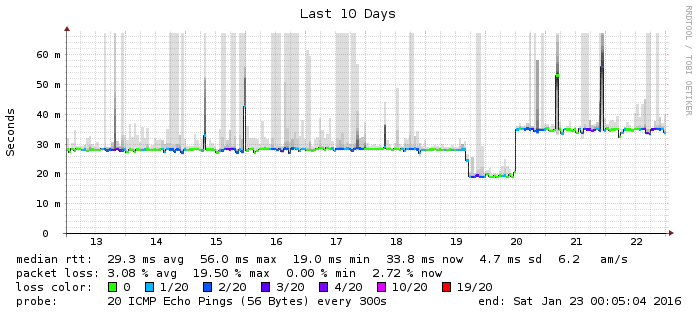 Last 10 Days
RRDTOOL / TOBI OETIKER
Seconds
60 m
50 m
40 m
30 m
20 m
10 m
0
13 14 15 16 17 18 19 20 21 22
median rtt: 29.3 ms avg 56.0 ms max 19.0 ms min 33.8 ms now 4.7 ms sd 6.2 am/s
packet loss: 3.08 % avg 19.50 % max 0.00 % min 2.72 % now
loss color: 0 1/20 2/20 3/20 4/20 10/20 19/20
probe: 20 ICMP Echo Pings (56 Bytes) every 300s end: Sat Jan 23 00:05:04 2016